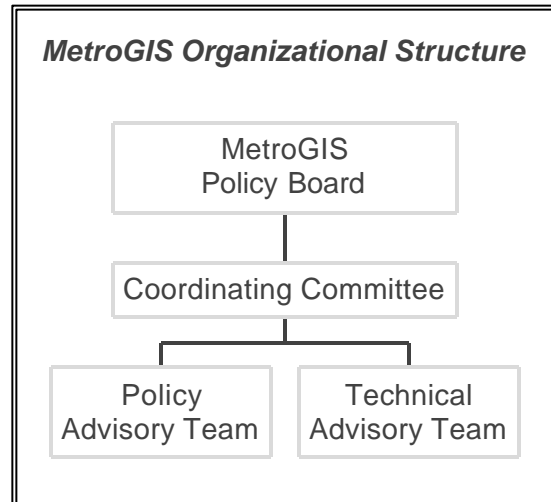 MetroGIS Organizational Structure
MetroGIS
Policy Board
Coordinating Committee
Policy
Advisory Team
Technical
Advisory Team